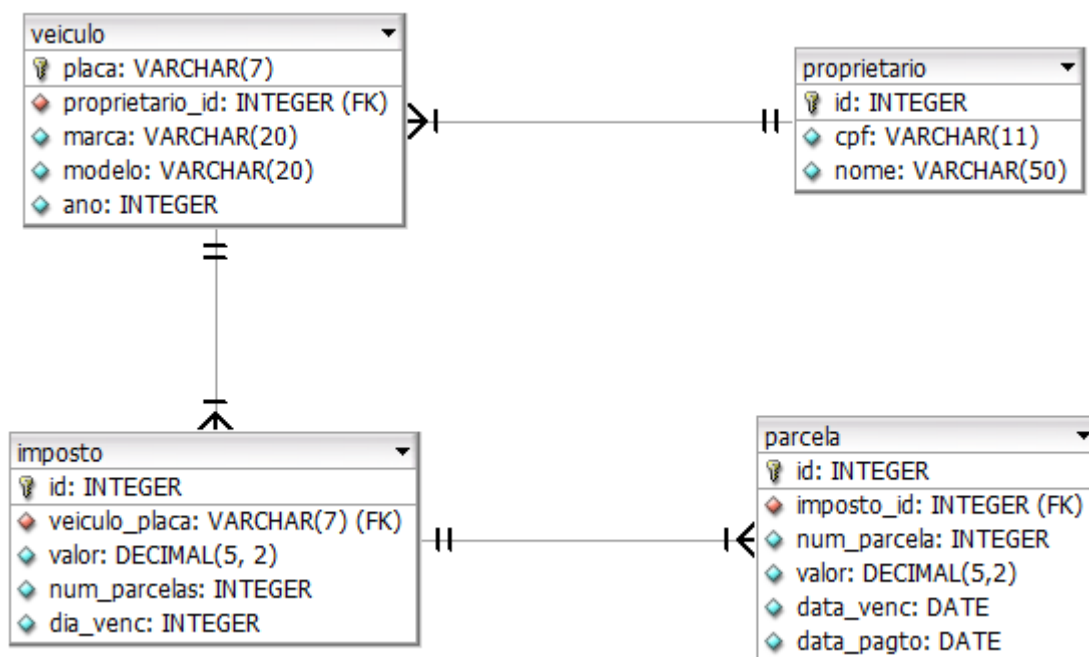 veiculo
placa: VARCHAR(7)
proprietario_id: INTEGER (FK)
marca: VARCHAR(20)
modelo: VARCHAR(20)
ano: INTEGER
proprietario
id: INTEGER
cpf: VARCHAR(11)
nome: VARCHAR(50)
imposto
id: INTEGER
veiculo_placa: VARCHAR(7) (FK)
valor: DECIMAL(5, 2)
num_parcelas: INTEGER
dia_venc: INTEGER
parcela
id: INTEGER
imposto_id: INTEGER (FK)
num_parcela: INTEGER
valor: DECIMAL(5,2)
data_venc: DATE
data_pagto: DATE